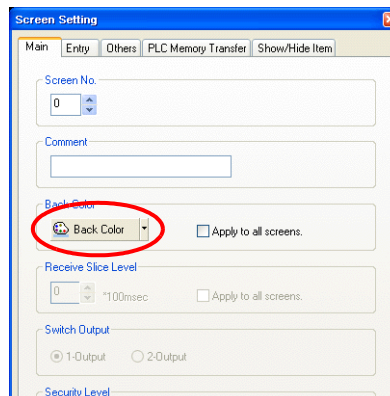 Screen Setting
Main Entry Others PLC Memory Transfer Show/Hide Item
Screen No.
0
Comment
Back Color
Back Color Apply to all screens.
Receive Slice Level
0 *100msec Apply to all screens.
Switch Output
1-Output 2-Output
Security Level